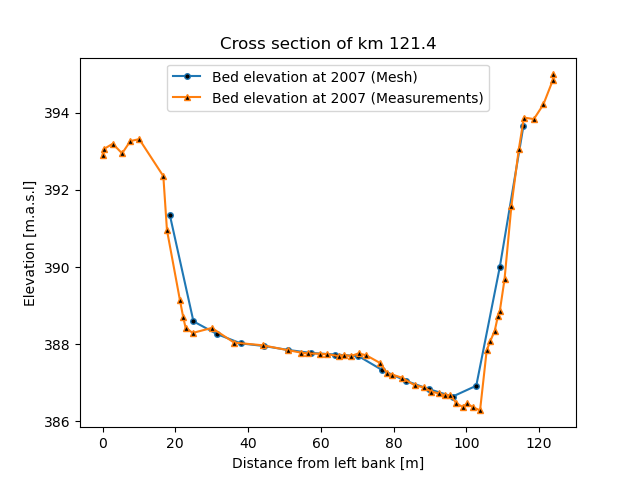 Cross section of km 121.4
Bed elevation at 2007 (Mesh)
Bed elevation at 2007 (Measurements)
Elevation [m.a.s.l]
394
392
390
388
386
0 20 40 60 80 100 120
Distance from left bank [m]